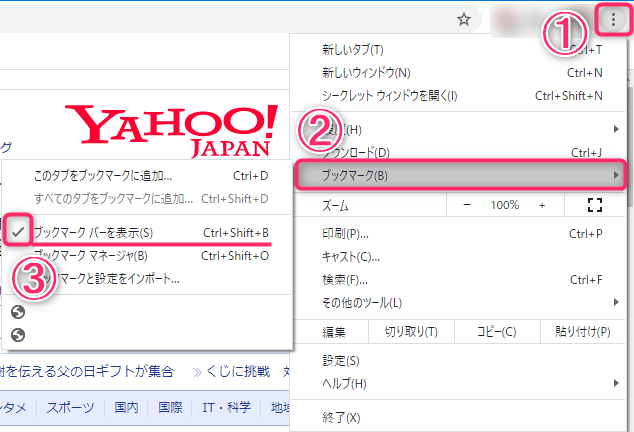 ①
新しいタブ(T) Ctrl+T
新しいウィンドウ(N) Ctrl+N
シークレット ウィンドウを開く(I) Ctrl+Shift+N
②
(H)
ダウンロード(D) Ctrl+J
ブックマーク(B)
ズーム − 100% +
印刷(P)... Ctrl+P
キャスト(C)...
検索(F)... Ctrl+F
その他のツール(L)
編集 切り取り(T) コピー(C) 貼り付け(P)
設定(S)
ヘルプ(H)
終了(X)
YAHOO!
JAPAN
このタブをブックマークに追加... Ctrl+D
すべてのタブをブックマークに追加... Ctrl+Shift+D
ブックマーク バーを表示(S) Ctrl+Shift+B
ブックマーク マネージャ(B) Ctrl+Shift+O
③
ックマークと設定をインポート...
を伝える父の日ギフトが集合 くじに挑戦
ンタメ スポーツ 国内 国際 IT・科学 地域